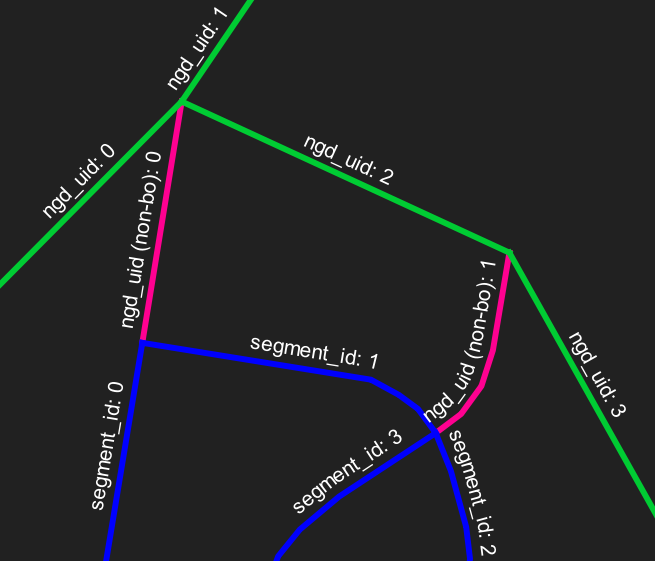 ngd_uid: 1
ngd_uid: 0
ngd_uid (non-bo): 0
ngd_uid: 2
ngd_uid (non-bo): 1
ngd_uid: 3
segment_id: 1
segment_id: 0
segment_id: 3
segment_id: 2